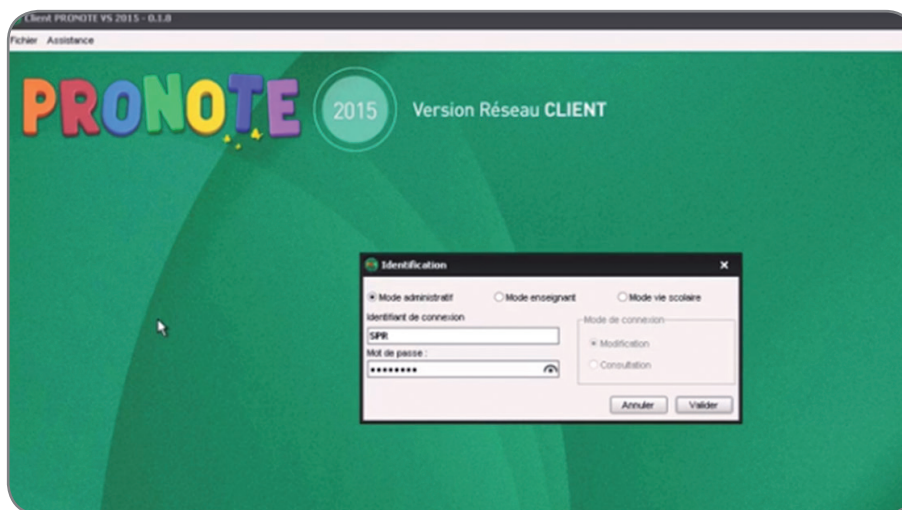 Client PRONOTE VS 2015 - 0.1.0
Fichier Assistance
PRONOTE 2015 Version Réseau CLIENT
Identification
Mode administratif Mode enseignant Mode vie scolaire
Identifiant de connexion
Mode de connexion
SPR
Modification
Mot de passe :
Consultation
••••••••
Annuler Valider